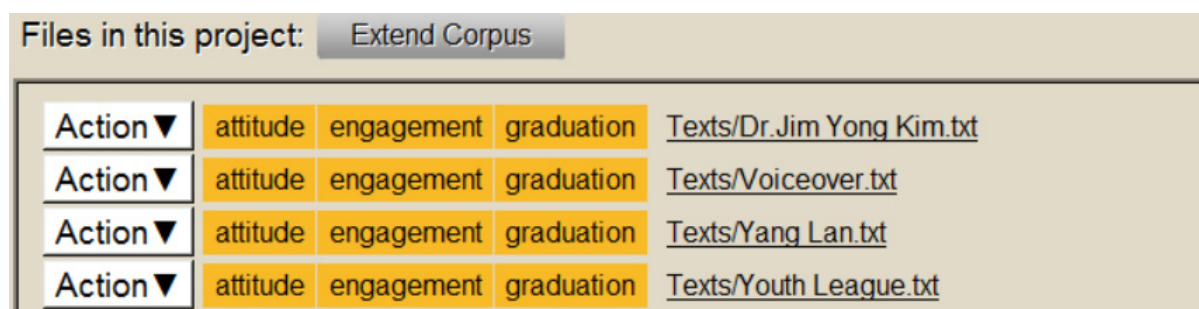 Files in this project: Extend Corpus
Action▼ attitude engagement graduation Texts/Dr.Jim Yong Kim.txt
Action▼ attitude engagement graduation Texts/Voiceover.txt
Action▼ attitude engagement graduation Texts/Yang Lan.txt
Action▼ attitude engagement graduation Texts/Youth League.txt